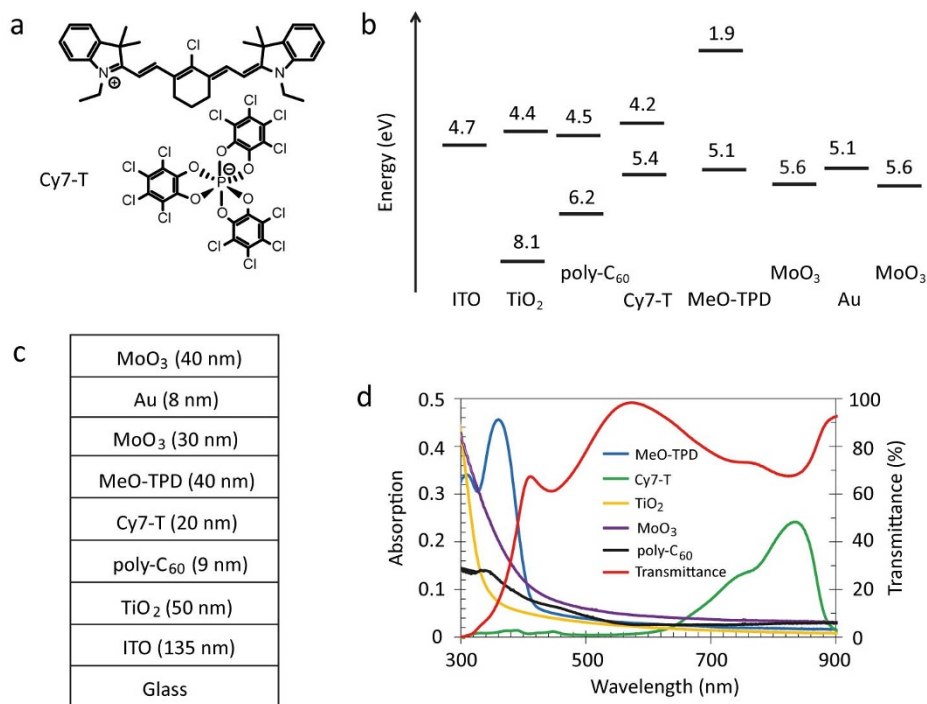 a
Cl
N
⊕
N
Cl
Cl
Cl
Cl
Cl
Cl
Cl
Cl
Cl
Cl
Cl
Cl
O
O
O
O
O
O
P
⊖
Cy7-T
b
Energy (eV)
4.7
4.4
8.1
4.5
6.2
4.2
5.4
1.9
5.1
5.6
5.1
5.6
ITO
TiO2
poly-C60
Cy7-T
MeO-TPD
MoO3
Au
MoO3
c
MoO3 (40 nm)
Au (8 nm)
MoO3 (30 nm)
MeO-TPD (40 nm)
Cy7-T (20 nm)
poly-C60 (9 nm)
TiO2 (50 nm)
ITO (135 nm)
Glass
d
Absorption
0.5
0.4
0.3
0.2
0.1
0
MeO-TPD
Cy7-T
TiO2
MoO3
poly-C60
Transmittance
100
80
60
40
20
0
Transmittance (%)
300
500
700
900
Wavelength (nm)